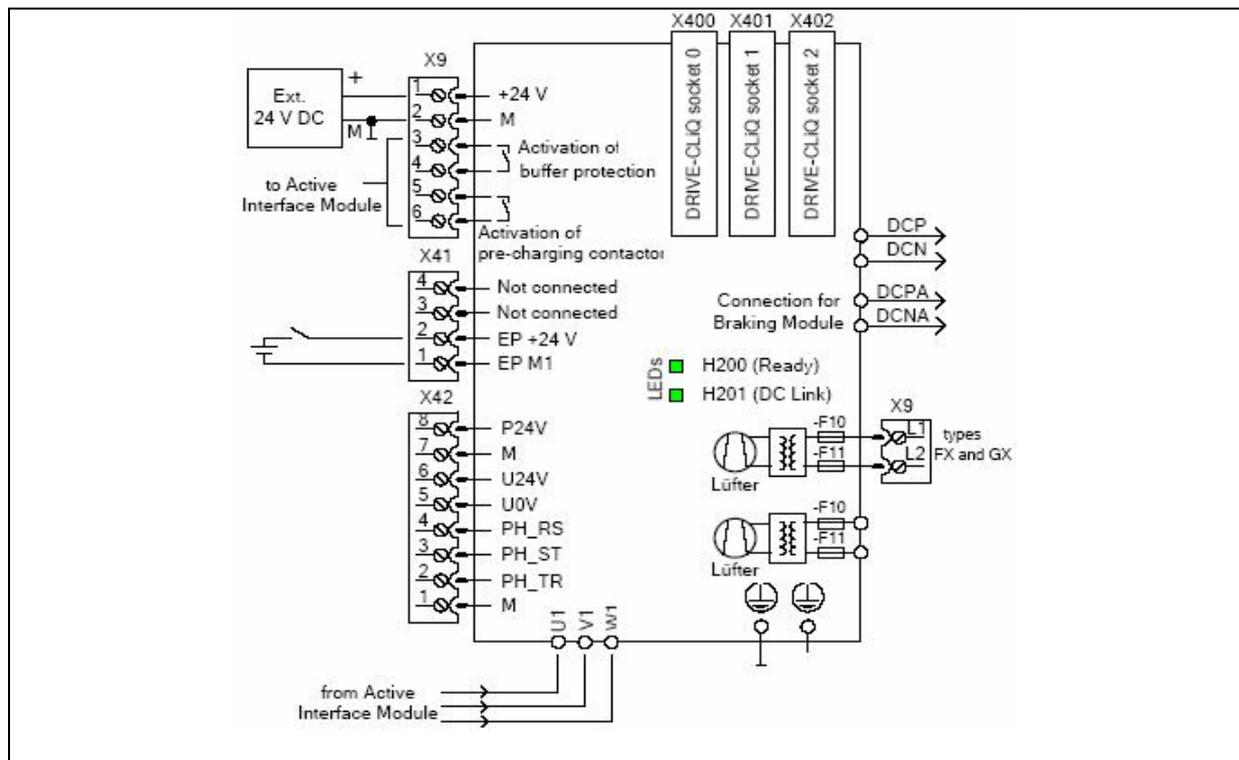 X400 X401 X402
DRIVE-CLiQ socket 0
DRIVE-CLiQ socket 1
DRIVE-CLiQ socket 2
X9
Ext.
24 V DC
+
M
1 +24 V
2 M
3
4
Activation of
buffer protection
5
6
to Active
Interface Module
Activation of
pre-charging contactor
X41
4 Not connected
3 Not connected
2 EP +24 V
1 EP M1
X42
8 P24V
7 M
6 U24V
5 U0V
4 PH_RS
3 PH_ST
2 PH_TR
1 M
DCP
DCN
DCPA
DCNA
Connection for
Braking Module
LEDs
H200 (Ready)
H201 (DC Link)
X9
-F10
-F11
L1
L2
types
FX and GX
Lüfter
-F10
-F11
Lüfter
U1
V1
W1
from Active
Interface Module